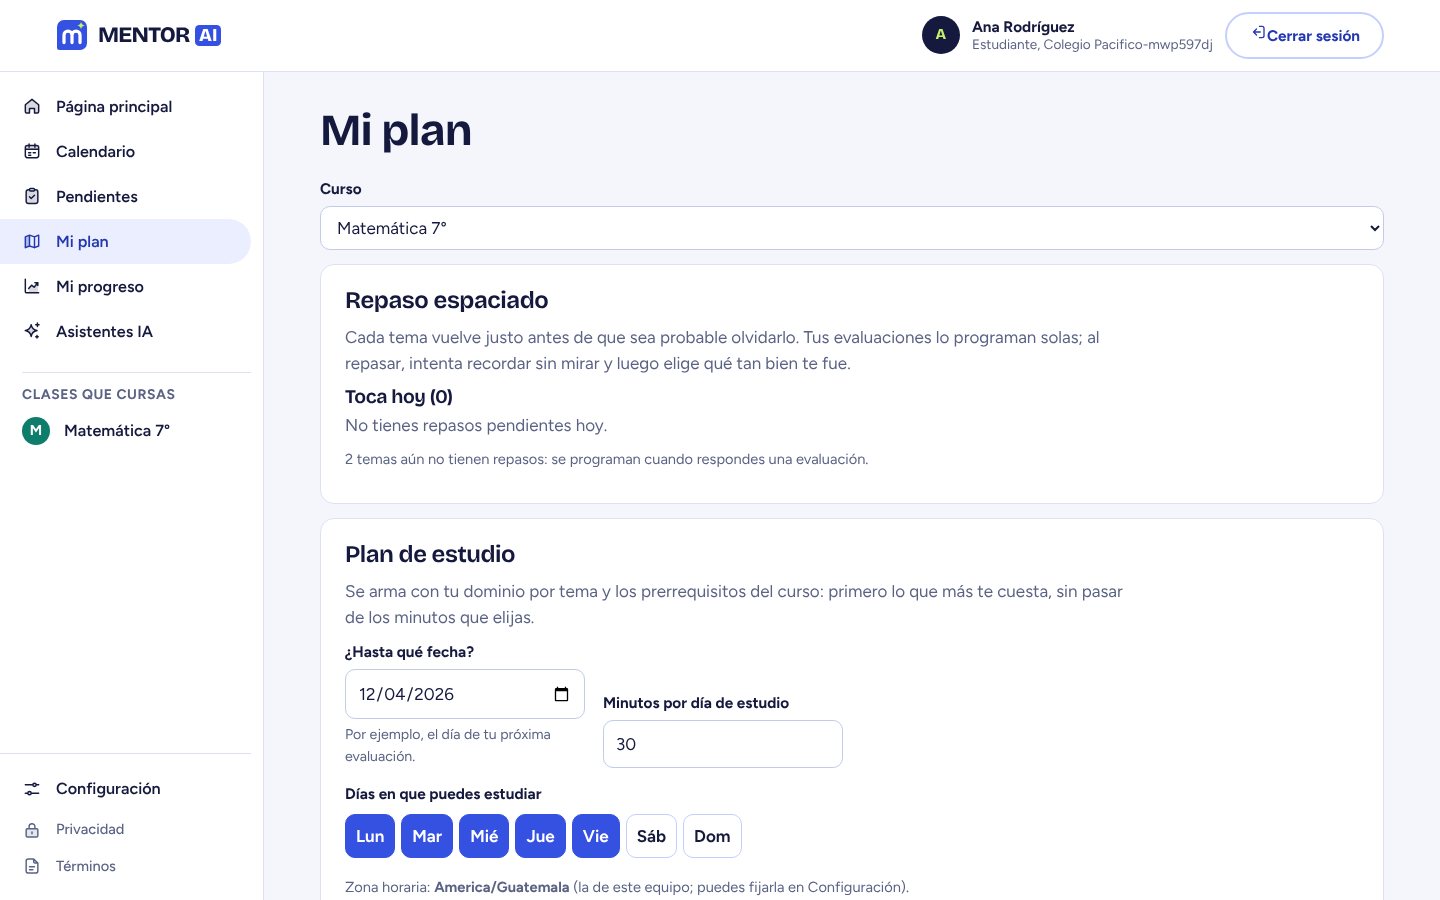 MENTOR AI
A
Ana Rodríguez
Estudiante, Colegio Pacifico-mwp597dj
Cerrar sesión
Página principal
Calendario
Pendientes
Mi plan
Mi progreso
Asistentes IA
CLASES QUE CURSAS
M Matemática 7°
Configuración
Privacidad
Términos
Mi plan
Curso
Matemática 7°
Repaso espaciado
Cada tema vuelve justo antes de que sea probable olvidarlo. Tus evaluaciones lo programan solas; al
repasar, intenta recordar sin mirar y luego elige qué tan bien te fue.
Toca hoy (0)
No tienes repasos pendientes hoy.
2 temas aún no tienen repasos: se programan cuando respondes una evaluación.
Plan de estudio
Se arma con tu dominio por tema y los prerrequisitos del curso: primero lo que más te cuesta, sin pasar
de los minutos que elijas.
¿Hasta qué fecha?
12/04/2026
Por ejemplo, el día de tu próxima
evaluación.
Minutos por día de estudio
30
Días en que puedes estudiar
Lun Mar Mié Jue Vie Sáb Dom
Zona horaria: America/Guatemala (la de este equipo; puedes fijarla en Configuración).